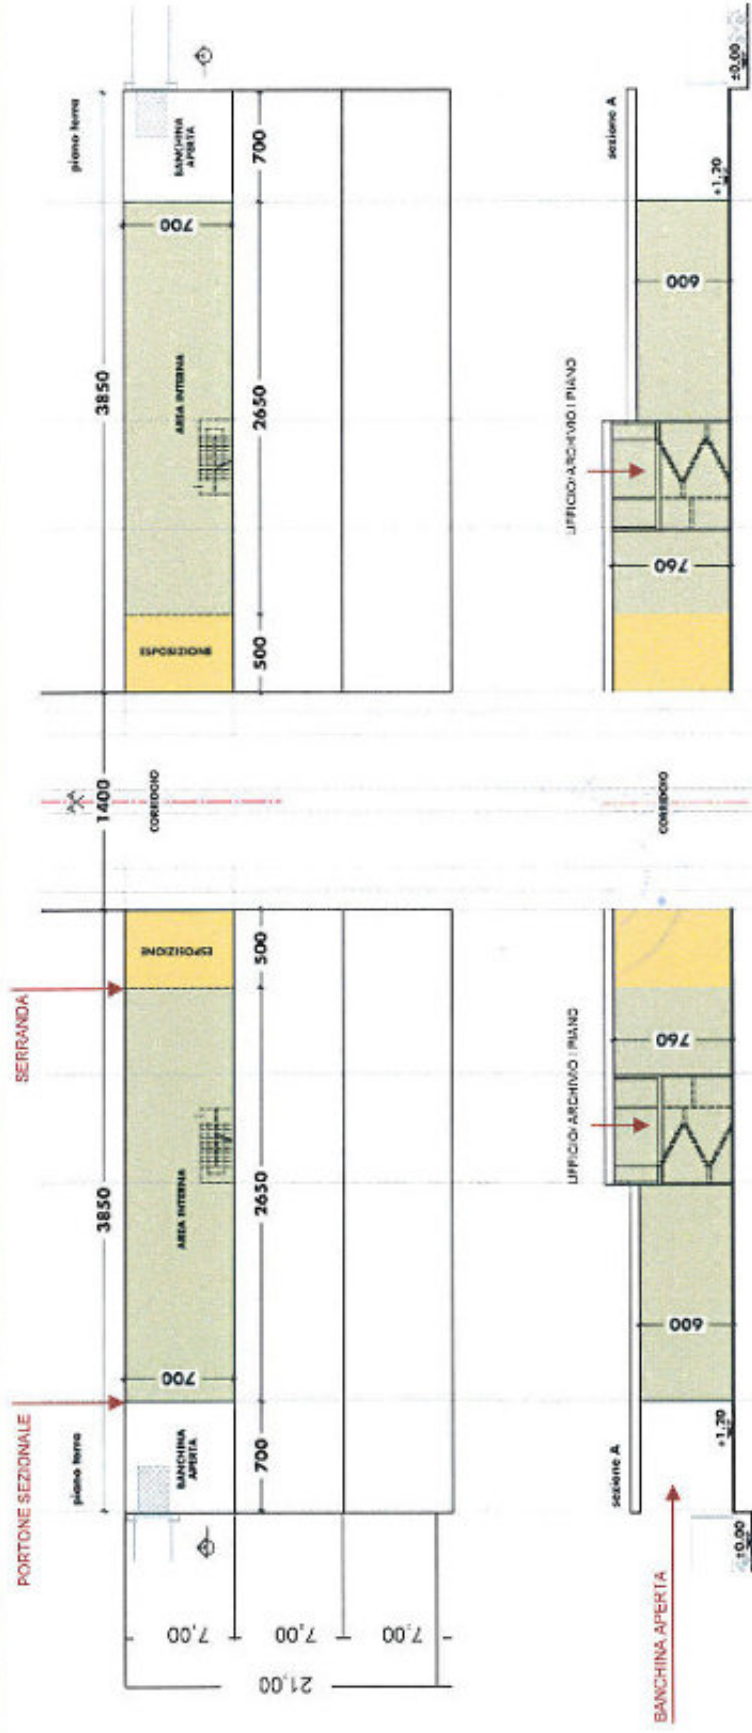 PORTONE SEZIONALE
SERRANDA
piano terra
piano terra
3850
1400
3850
BANCHINA
APERTA
700
AREA INTERNA
ESPOSIZIONE
CORRIDOIO
ESPOSIZIONE
AREA INTERNA
700
BANCHINA
APERTA
700
2650
500
500
2650
700
7,00
7,00
7,00
21,00
UFFICIO/ARCHIVIO I PIANO
UFFICIO/ARCHIVIO I PIANO
sezione A
sezione A
600
760
CORRIDOIO
760
600
+1.20
+1.20
±0.00
±0.00
BANCHINA APERTA